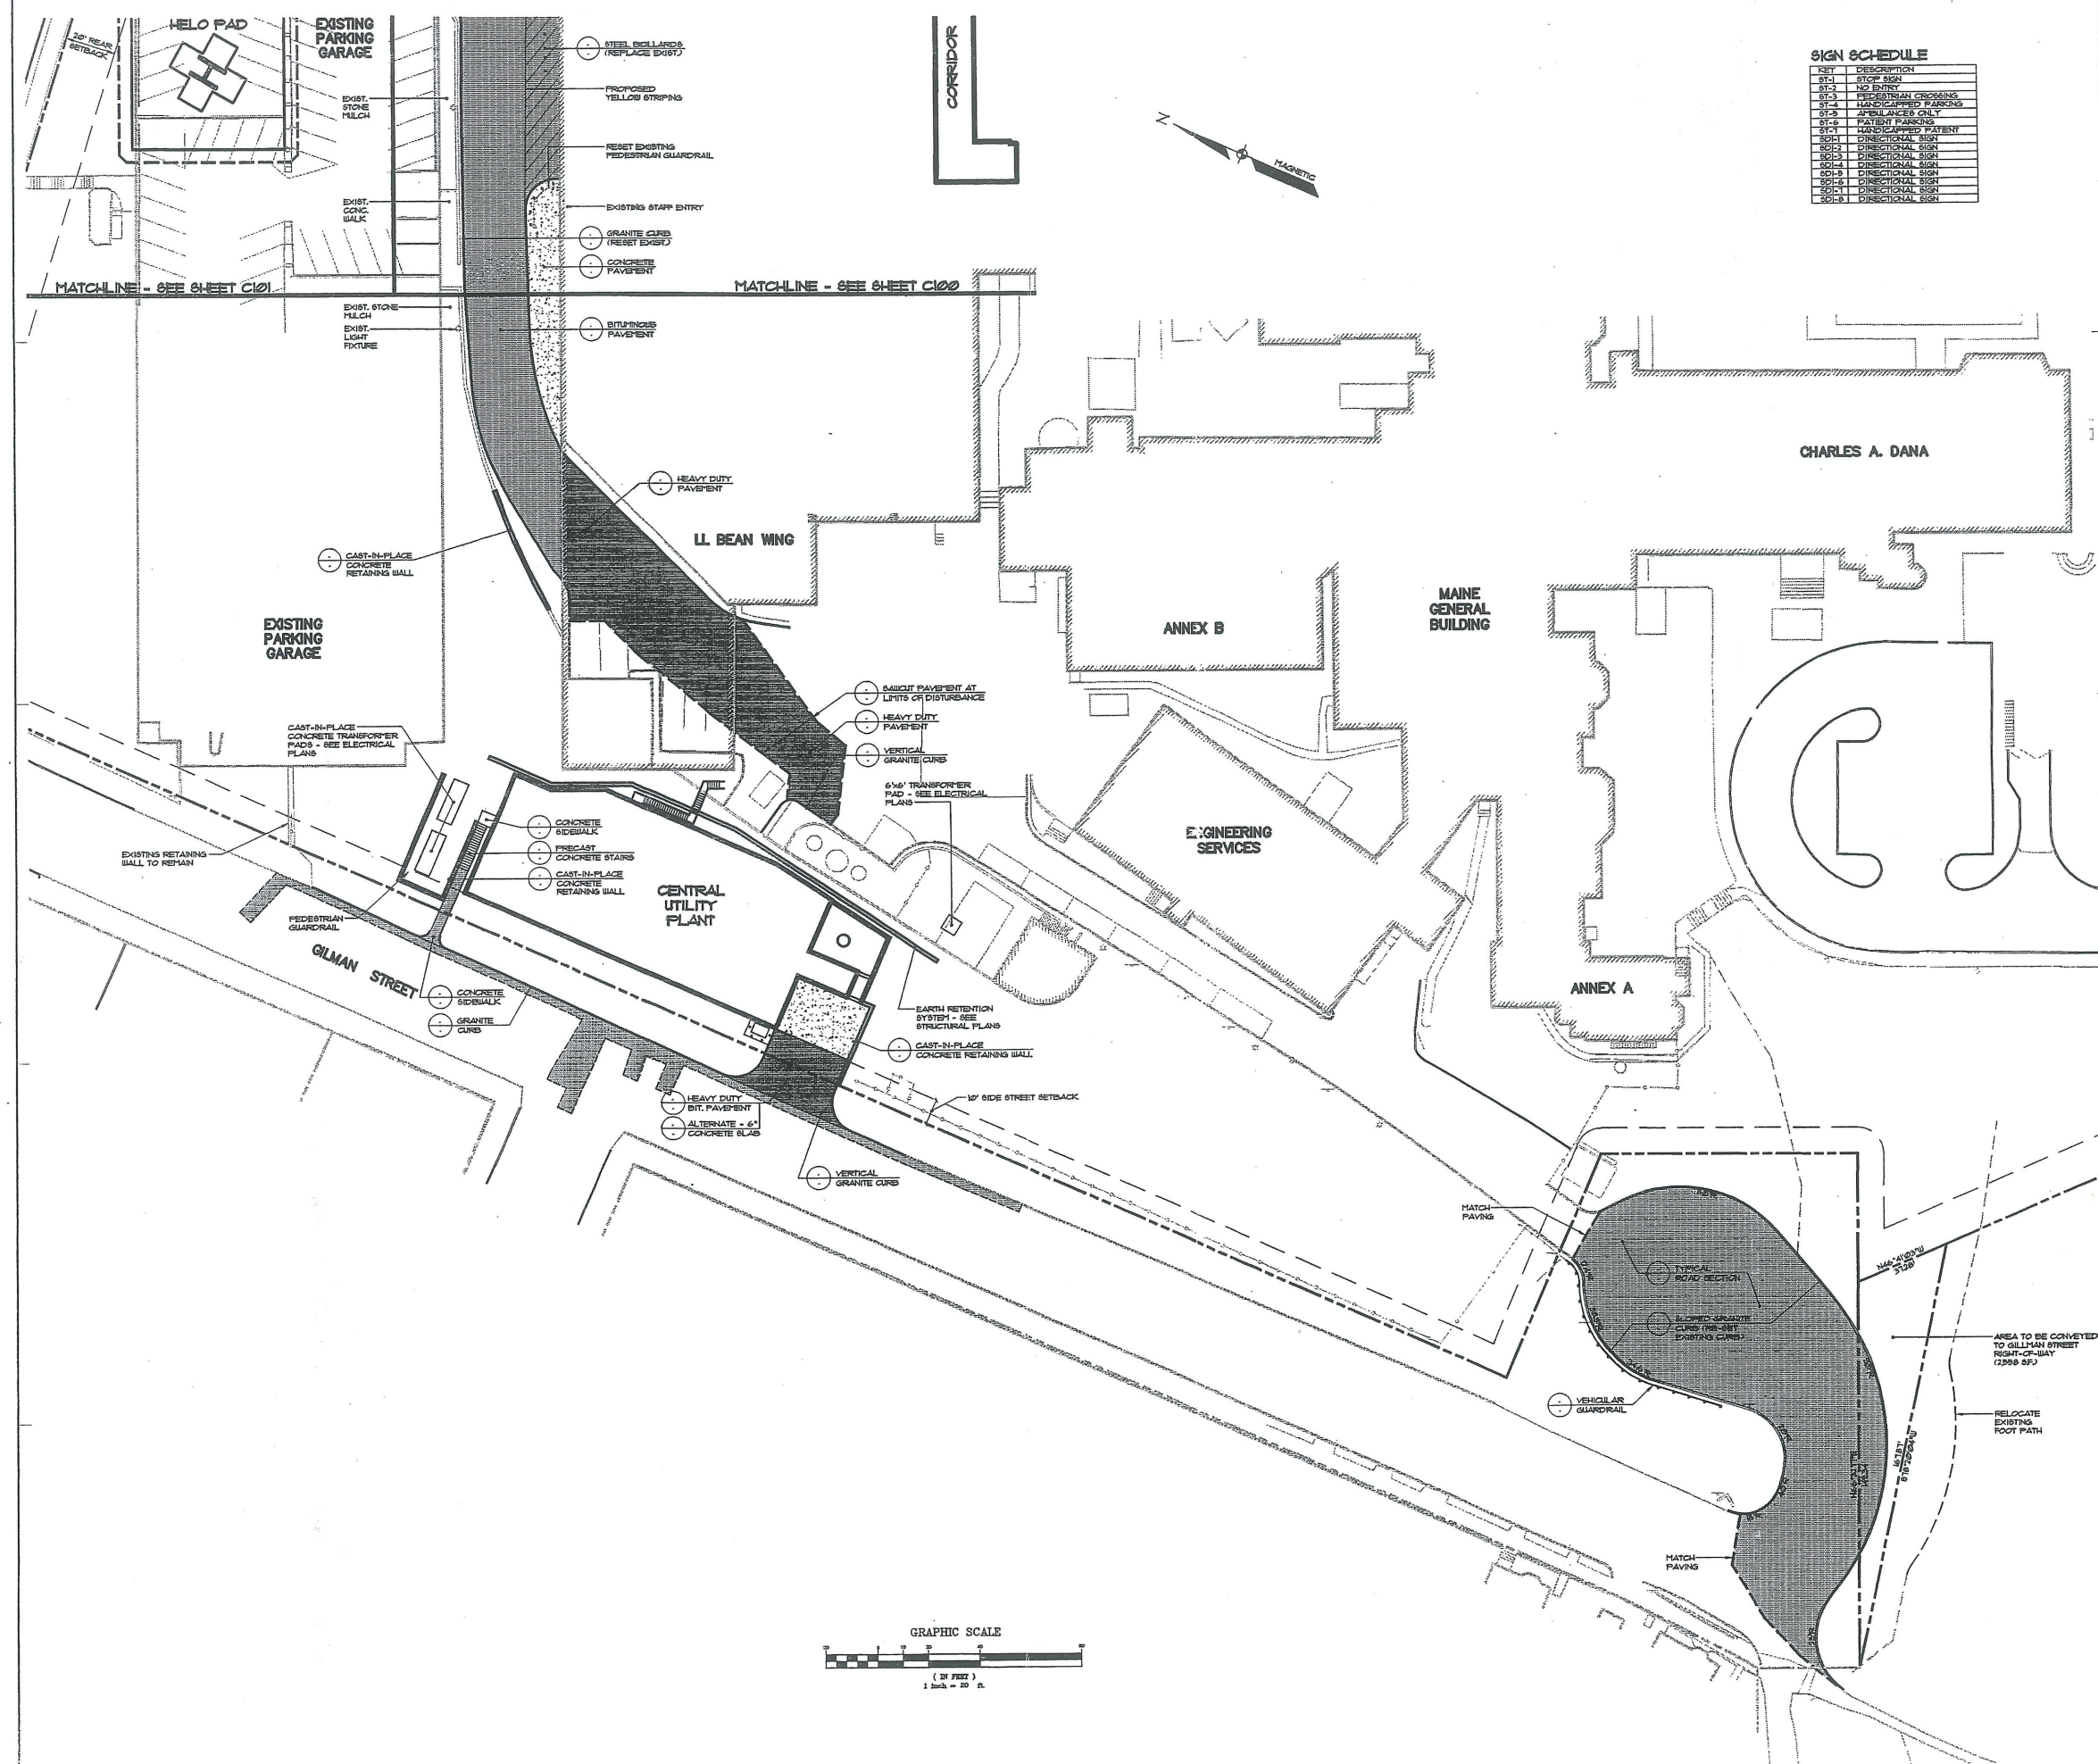 HELO PAD
EXISTING
PARKING
GARAGE
20' REAR
SETBACK
EXIST.
STONE
MULCH
EXIST.
CONC.
WALK
STEEL BOLLARDS
(REPLACE EXIST.)
PROPOSED
YELLOW STRIPING
RESET EXISTING
PEDESTRIAN GUARDRAIL
EXISTING STAFF ENTRY
GRANITE CURB
(RESET EXIST.)
CONCRETE
PAVEMENT
CORRIDOR
N
MAGNETIC
SIGN SCHEDULE
KEY DESCRIPTION
ST-1 STOP SIGN
ST-2 NO ENTRY
ST-3 PEDESTRIAN CROSSING
ST-4 HANDICAPPED PARKING
ST-5 AMBULANCES ONLY
ST-6 PATIENT PARKING
ST-7 HANDICAPPED PATIENT
SDI-1 DIRECTIONAL SIGN
SDI-2 DIRECTIONAL SIGN
SDI-3 DIRECTIONAL SIGN
SDI-4 DIRECTIONAL SIGN
SDI-5 DIRECTIONAL SIGN
SDI-6 DIRECTIONAL SIGN
SDI-7 DIRECTIONAL SIGN
SDI-8 DIRECTIONAL SIGN
MATCHLINE - SEE SHEET C101
MATCHLINE - SEE SHEET C100
EXIST. STONE
MULCH
EXIST.
LIGHT
FIXTURE
BITUMINOUS
PAVEMENT
HEAVY DUTY
PAVEMENT
LL BEAN WING
CHARLES A. DANA
CAST-IN-PLACE
CONCRETE
RETAINING WALL
EXISTING
PARKING
GARAGE
ANNEX B
MAINE
GENERAL
BUILDING
SAWCUT PAVEMENT AT
LIMITS OF DISTURBANCE
HEAVY DUTY
PAVEMENT
VERTICAL
GRANITE CURB
6'x6' TRANSFORMER
PAD - SEE ELECTRICAL
PLANS
CAST-IN-PLACE
CONCRETE TRANSFORMER
PADS - SEE ELECTRICAL
PLANS
CONCRETE
SIDEWALK
PRECAST
CONCRETE STAIRS
CAST-IN-PLACE
CONCRETE
RETAINING WALL
EXISTING RETAINING
WALL TO REMAIN
CENTRAL
UTILITY
PLANT
E GINEERING
SERVICES
PEDESTRIAN
GUARDRAIL
GILMAN STREET
CONCRETE
SIDEWALK
GRANITE
CURB
ANNEX A
EARTH RETENTION
SYSTEM - SEE
STRUCTURAL PLANS
CAST-IN-PLACE
CONCRETE RETAINING WALL
HEAVY DUTY
BIT. PAVEMENT
ALTERNATE - 6"
CONCRETE SLAB
10' SIDE STREET SETBACK
VERTICAL
GRANITE CURB
MATCH
PAVING
TYPICAL
ROAD SECTION
SLOPED GRANITE
CURB (RE-SET
EXISTING CURB)
AREA TO BE CONVEYED
TO GILLMAN STREET
RIGHT-OF-WAY
VEHICULAR
GUARDRAIL
RELOCATE
EXISTING
FOOT PATH
MATCH
PAVING
GRAPHIC SCALE
( IN FEET )
1 inch = 20 ft.